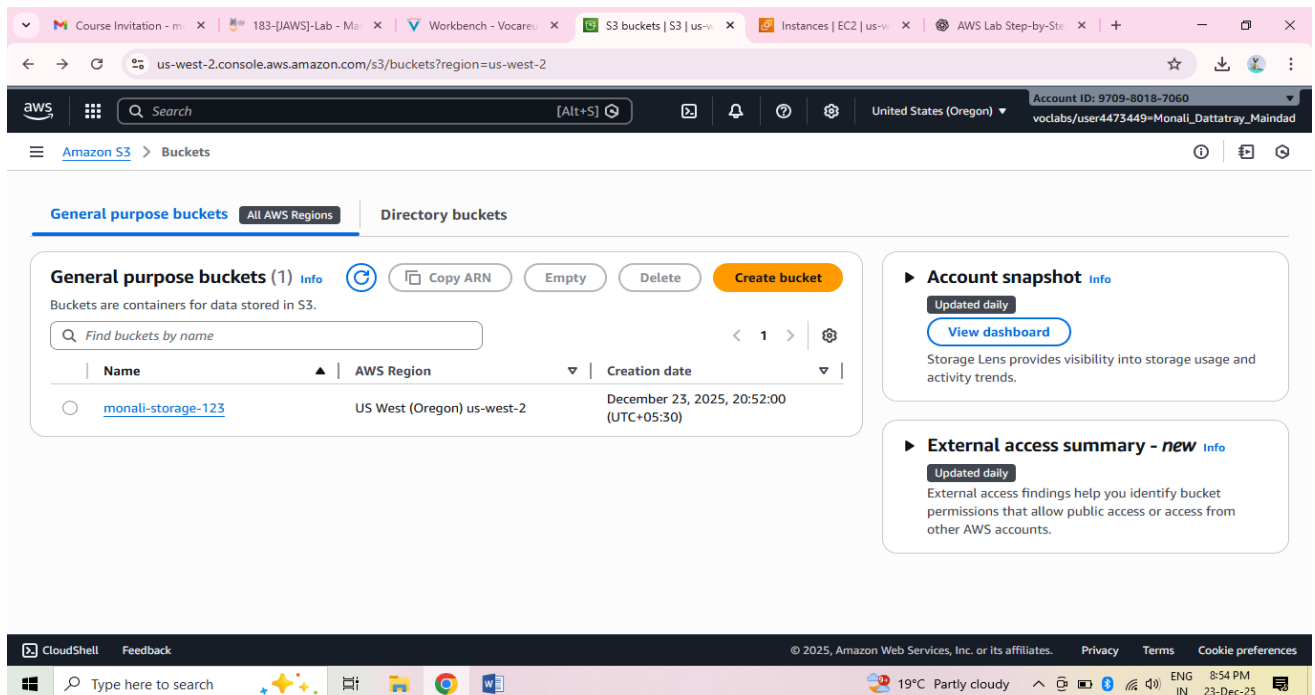 Course Invitation - mo
183-[JAWS]-Lab - Ma
Workbench - Vocareu
S3 buckets | S3 | us-w
Instances | EC2 | us-w
AWS Lab Step-by-Ste
us-west-2.console.aws.amazon.com/s3/buckets?region=us-west-2
aws
Search
[Alt+S]
United States (Oregon)
Account ID: 9709-8018-7060
voclabs/user4473449=Monali_Dattatray_Maindad
Amazon S3 > Buckets
General purpose buckets All AWS Regions
Directory buckets
General purpose buckets (1) Info
Copy ARN
Empty
Delete
Create bucket
Buckets are containers for data stored in S3.
Find buckets by name
1
Name
AWS Region
Creation date
monali-storage-123
US West (Oregon) us-west-2
December 23, 2025, 20:52:00
(UTC+05:30)
Account snapshot Info
Updated daily
View dashboard
Storage Lens provides visibility into storage usage and
activity trends.
External access summary - new Info
Updated daily
External access findings help you identify bucket
permissions that allow public access or access from
other AWS accounts.
CloudShell
Feedback
© 2025, Amazon Web Services, Inc. or its affiliates.
Privacy
Terms
Cookie preferences
Type here to search
19°C Partly cloudy
ENG
IN
8:54 PM
23-Dec-25